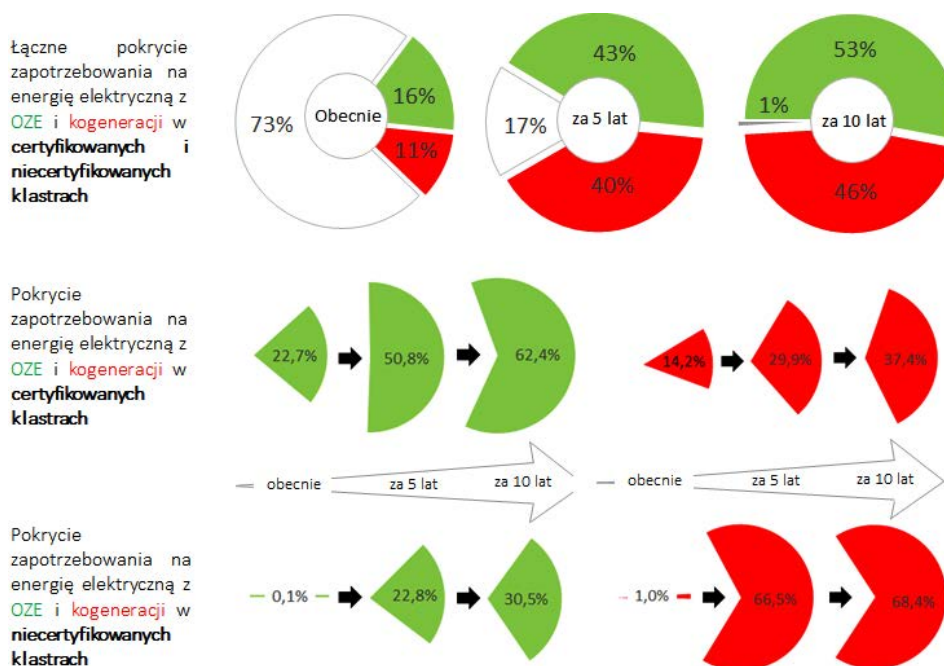 Łączne pokrycie
zapotrzebowania na
energię elektryczną z
OZE i kogeneracji w
certyfikowanych i
niecertyfikowanych
klastrach
73%
Obecnie
16%
11%
43%
17%
za 5 lat
40%
53%
1%
za 10 lat
46%
Pokrycie
zapotrzebowania na
energię elektryczną z
OZE i kogeneracji w
certyfikowanych
klastrach
22,7%
50,8%
62,4%
14,2%
29,9%
37,4%
obecnie
za 5 lat
za 10 lat
obecnie
za 5 lat
za 10 lat
Pokrycie
zapotrzebowania na
energię elektryczną z
OZE i kogeneracji w
niecertyfikowanych
klastrach
0,1%
22,8%
30,5%
1,0%
66,5%
68,4%